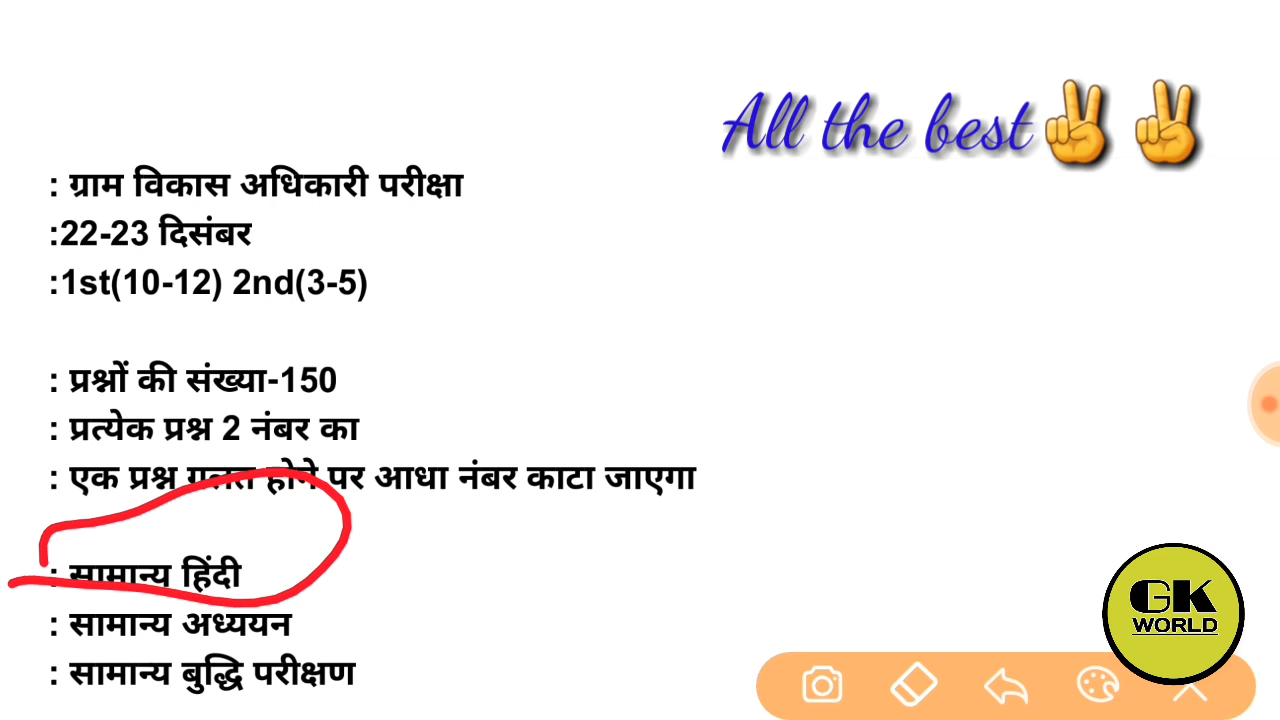 All the best✌️✌️
: ग्राम विकास अधिकारी परीक्षा
:22-23 दिसंबर
:1st(10-12) 2nd(3-5)
: प्रश्नों की संख्या-150
: प्रत्येक प्रश्न 2 नंबर का
: एक प्रश्न गलत होने पर आधा नंबर काटा जाएगा
: सामान्य हिंदी
: सामान्य अध्ययन
: सामान्य बुद्धि परीक्षण
GK
WORLD